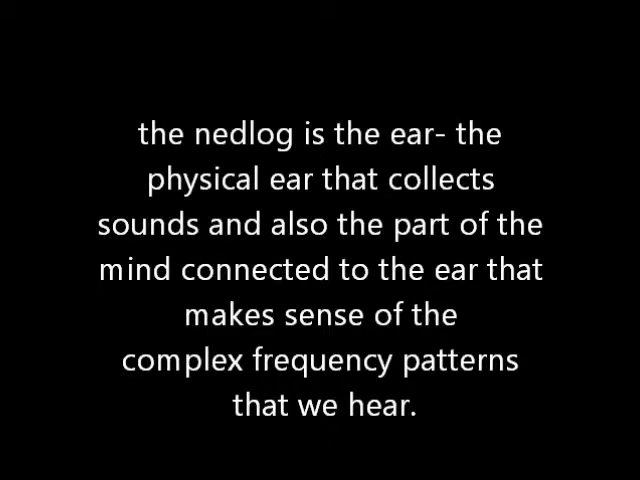 the nedlog is the ear- the
physical ear that collects
sounds and also the part of the
mind connected to the ear that
makes sense of the
complex frequency patterns
that we hear.